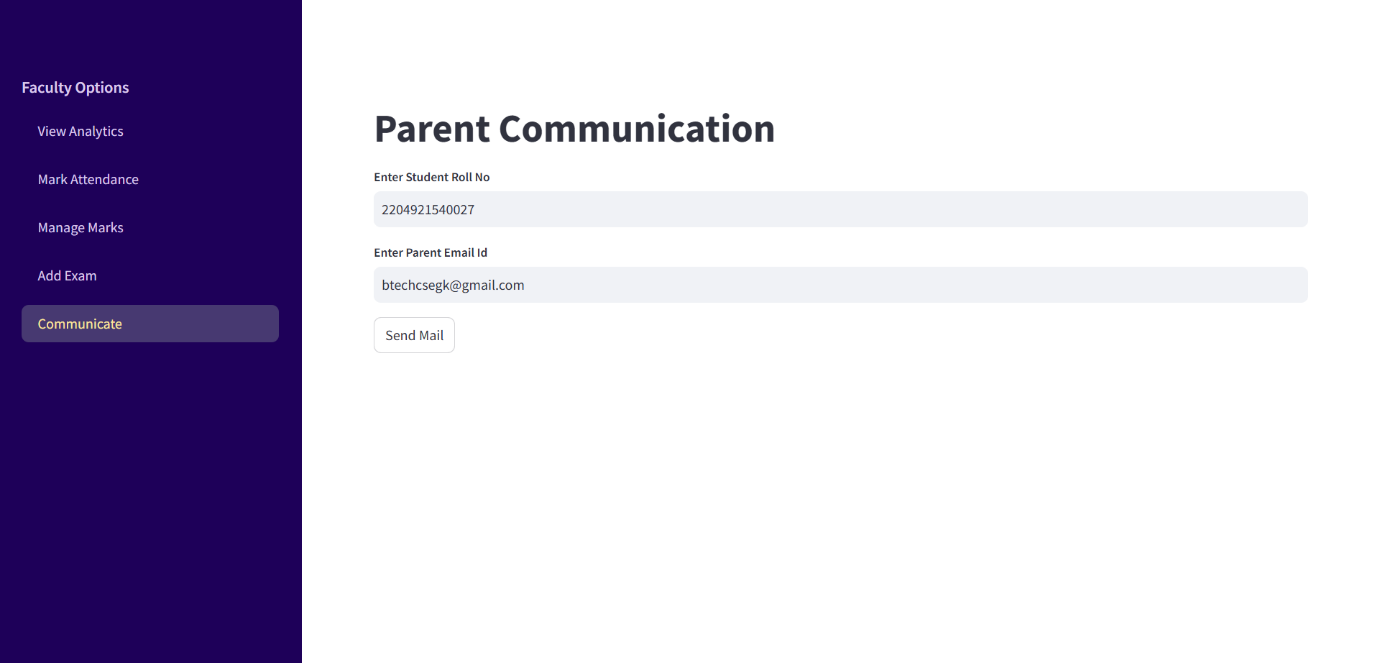 Faculty Options
View Analytics
Mark Attendance
Manage Marks
Add Exam
Communicate
Parent Communication
Enter Student Roll No
2204921540027
Enter Parent Email Id
btechcsegk@gmail.com
Send Mail